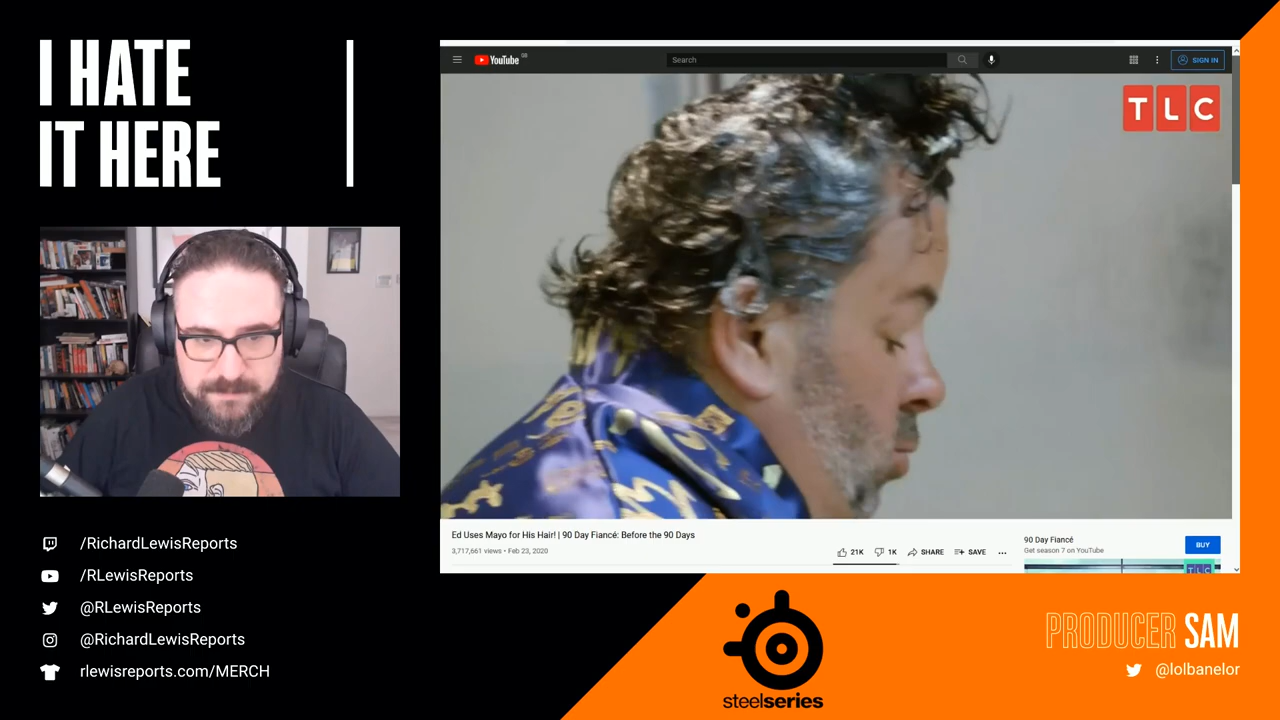 I HATE
IT HERE
YouTube
GB
Search
SIGN IN
TLC
Ed Uses Mayo for His Hair! | 90 Day Fiancé: Before the 90 Days
3,717,661 views • Feb 23, 2020
21K
1K
SHARE
SAVE
90 Day Fiancé
Get season 7 on YouTube
BUY
TLC
/RichardLewisReports
/RLewisReports
@RLewisReports
@RichardLewisReports
rlewisreports.com/MERCH
steelseries
PRODUCER SAM
@lolbanelor